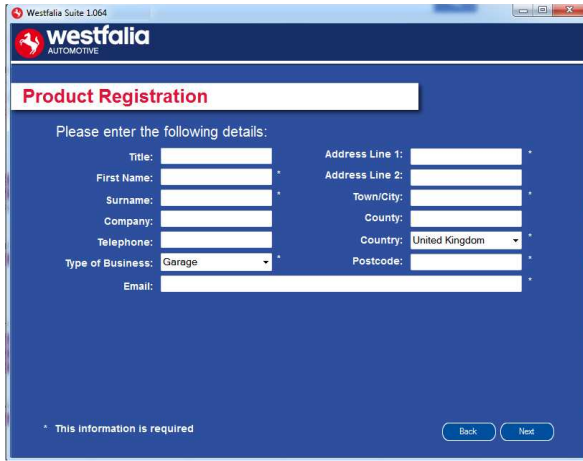 Westfalia Suite 1.064
westfalia
AUTOMOTIVE
Product Registration
Please enter the following details:
Title:
First Name: *
Surname: *
Company:
Telephone:
Type of Business: Garage *
Email: *
Address Line 1: *
Address Line 2:
Town/City: *
County:
Country: United Kingdom *
Postcode: *
* This information is required
Back
Next